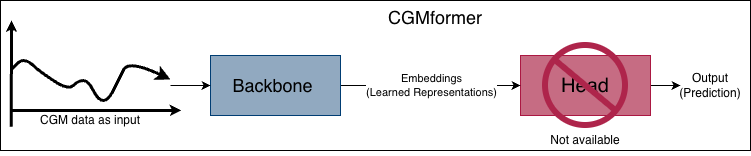 CGMformer
CGM data as input
Backbone
Embeddings
(Learned Representations)
Head
Not available
Output
(Prediction)